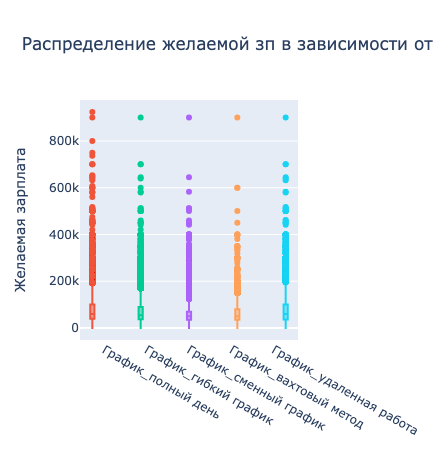 Распределение желаемой зп в зависимости от
Желаемая зарплата
800k
600k
400k
200k
0
График_полный день
График_гибкий график
График_сменный график
График_вахтовый метод
График_удаленная работа